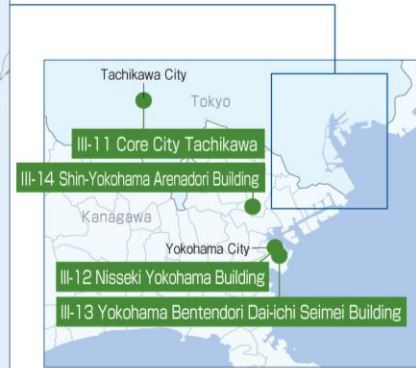 Tachikawa City
Tokyo
III-11 Core City Tachikawa
III-14 Shin-Yokohama Arenadori Building
Kanagawa
Yokohama City
III-12 Nisseki Yokohama Building
III-13 Yokohama Bentendori Dai-ichi Seimei Building